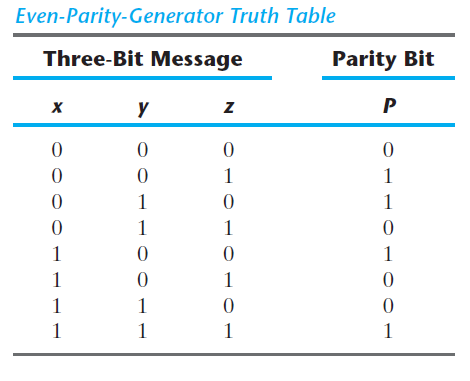 Even-Parity-Generator Truth Table
Three-Bit Message Parity Bit
x y z P
0 0 0 0
0 0 1 1
0 1 0 1
0 1 1 0
1 0 0 1
1 0 1 0
1 1 0 0
1 1 1 1